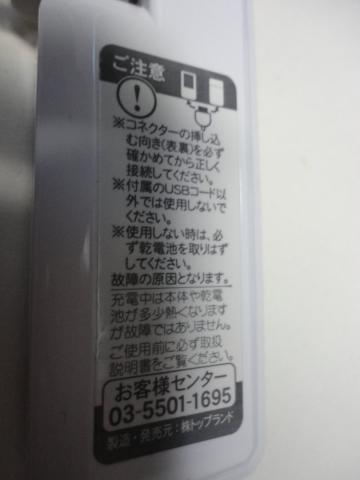 ご注意
※コネクターの挿し込
む向き(表裏)を必ず
確かめてから正しく
接続してください。
※付属のUSBコード以
外では使用しないで
ください。
※使用しない時は、必
ず乾電池を取りはず
してください。
故障の原因となります。
充電中は本体や乾電
池が多少熱くなります
が故障ではありません。
ご使用前に必ず取扱
説明書をご覧ください。
お客様センター
03-5501-1695
製造・発売元:㈱トップランド